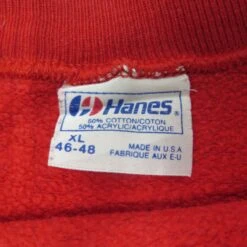 Hanes
50% COTTON/COTON
50% ACRYLIC/ACRYLIQUE
XL
46-48
MADE IN U.S.A
FABRIQUE AUX E-U